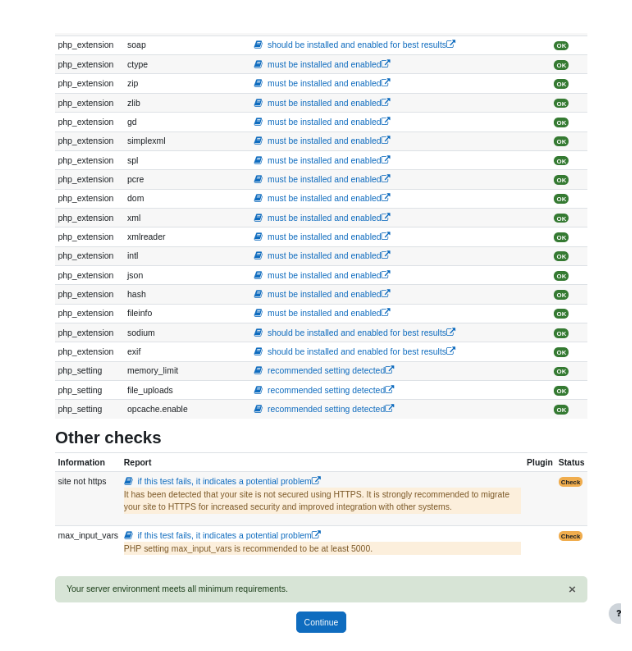 php_extension soap should be installed and enabled for best results OK
php_extension ctype must be installed and enabled OK
php_extension zip must be installed and enabled OK
php_extension zlib must be installed and enabled OK
php_extension gd must be installed and enabled OK
php_extension simplexml must be installed and enabled OK
php_extension spl must be installed and enabled OK
php_extension pcre must be installed and enabled OK
php_extension dom must be installed and enabled OK
php_extension xml must be installed and enabled OK
php_extension xmlreader must be installed and enabled OK
php_extension intl must be installed and enabled OK
php_extension json must be installed and enabled OK
php_extension hash must be installed and enabled OK
php_extension fileinfo must be installed and enabled OK
php_extension sodium should be installed and enabled for best results OK
php_extension exif should be installed and enabled for best results OK
php_setting memory_limit recommended setting detected OK
php_setting file_uploads recommended setting detected OK
php_setting opcache.enable recommended setting detected OK
Other checks
Information Report Plugin Status
site not https if this test fails, it indicates a potential problem Check
It has been detected that your site is not secured using HTTPS. It is strongly recommended to migrate
your site to HTTPS for increased security and improved integration with other systems.
max_input_vars if this test fails, it indicates a potential problem Check
PHP setting max_input_vars is recommended to be at least 5000.
Your server environment meets all minimum requirements. ×
Continue
?